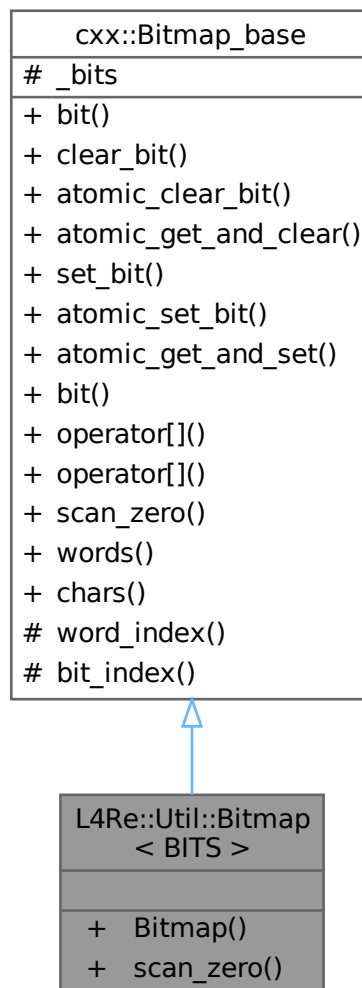 cxx::Bitmap_base
# _bits
+ bit()
+ clear_bit()
+ atomic_clear_bit()
+ atomic_get_and_clear()
+ set_bit()
+ atomic_set_bit()
+ atomic_get_and_set()
+ bit()
+ operator[]()
+ operator[]()
+ scan_zero()
+ words()
+ chars()
# word_index()
# bit_index()
L4Re::Util::Bitmap
< BITS >
+ Bitmap()
+ scan_zero()